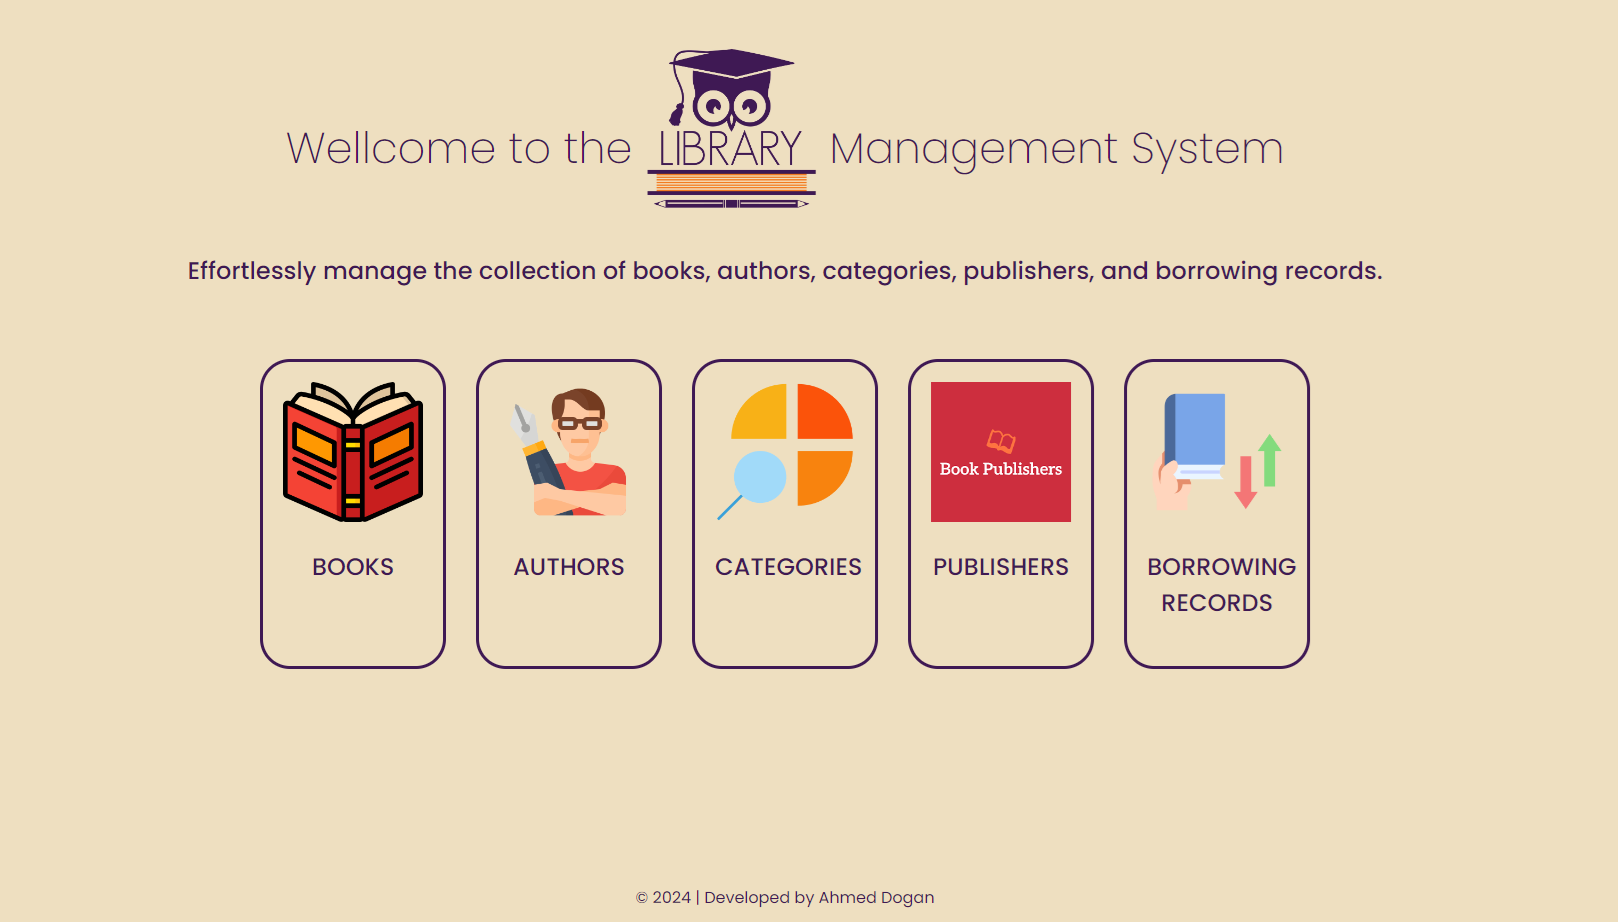 Wellcome to the LIBRARY Management System
Effortlessly manage the collection of books, authors, categories, publishers, and borrowing records.
Book Publishers
BOOKS
AUTHORS
CATEGORIES
PUBLISHERS
BORROWING
RECORDS
© 2024 | Developed by Ahmed Dogan